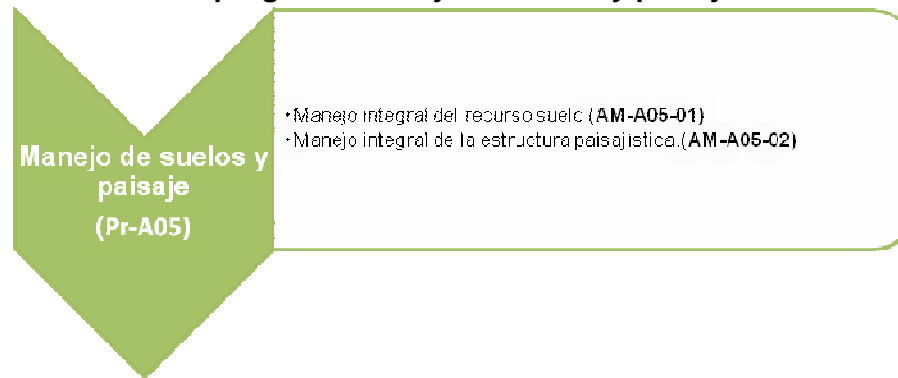 Manejo de suelos y
paisaje
(Pr-A05)
•Manejo integral del recurso suelo (AM-A05-01)
•Manejo integral de la estructura paisajistica.(AM-A05-02)